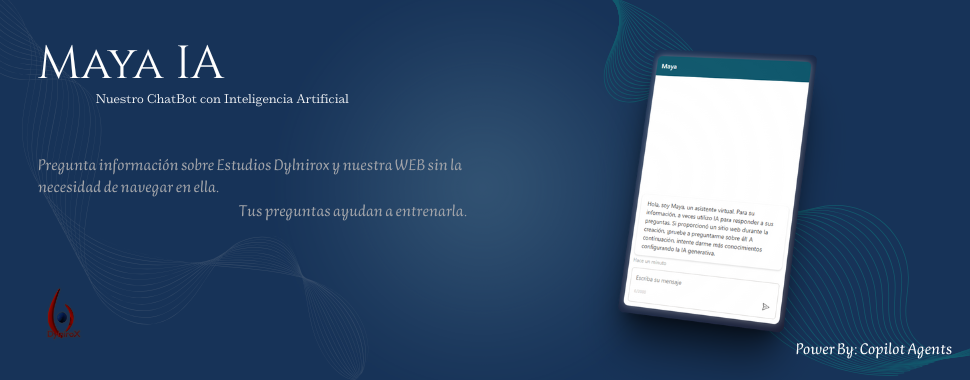 Maya IA
Nuestro ChatBot con Inteligencia Artificial
Pregunta información sobre Estudios Dylnirox y nuestra WEB sin la
necesidad de navegar en ella.
Tus preguntas ayudan a entrenarla.
Maya
Hola, soy Maya, un asistente virtual. Para su
información, a veces utilizo IA para responder a sus
preguntas. Si proporcionó un sitio web durante la
creación, ¡pruebe a preguntarme sobre él! A
continuación, intente darme más conocimientos
configurando la IA generativa.
Hace un minuto
Escriba su mensaje
Power By: Copilot Agents